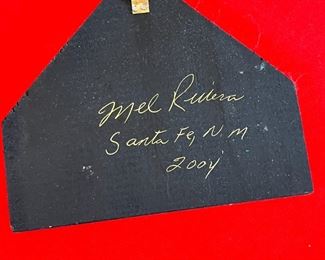 Mel Rivera
Santa Fe, N.M
2004